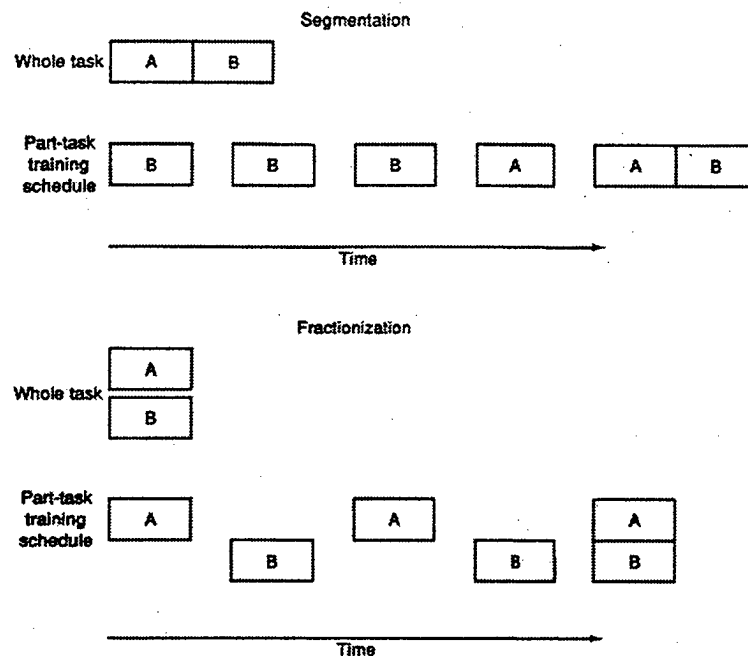 Segmentation
Whole task
A B
Part-task
training
schedule
B B B A A B
Time
Fractionization
A
Whole task
B
Part-task
training
schedule
A A A
B B B
Time